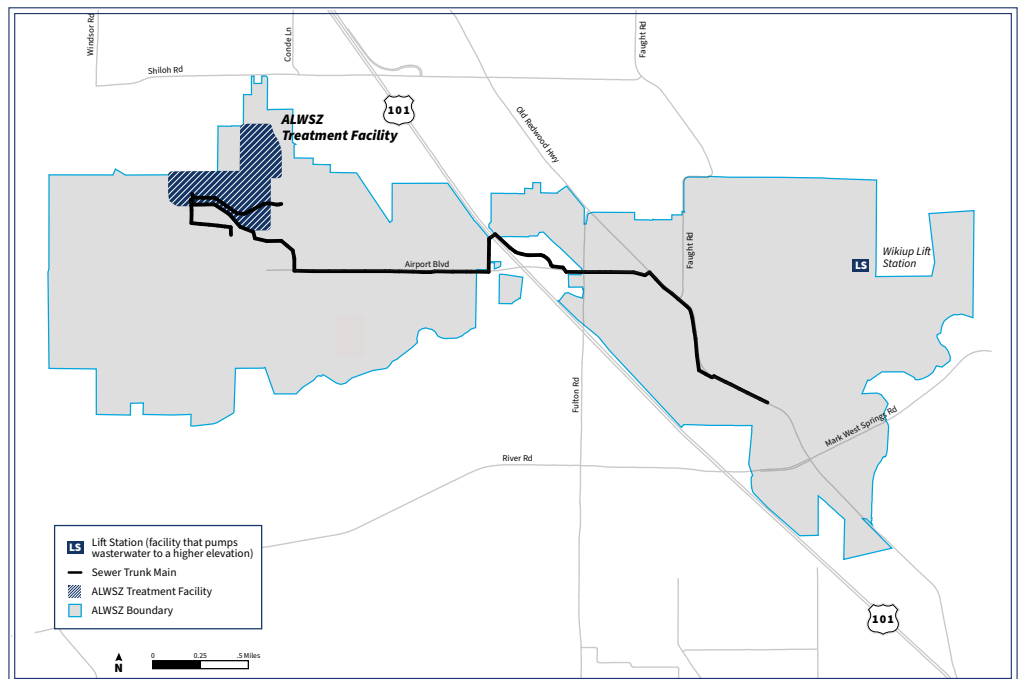 Windsor Rd
Conde Ln
Faught Rd
Shiloh Rd
101
ALWSZ
Treatment Facility
Old Redwood Hwy
Faught Rd
LS
Wikiup Lift
Station
Airport Blvd
Fulton Rd
Mark West Springs Rd
River Rd
LS
Lift Station (facility that pumps
wasterwater to a higher elevation)
Sewer Trunk Main
ALWSZ Treatment Facility
ALWSZ Boundary
101
N
0 0.25 .5 Miles